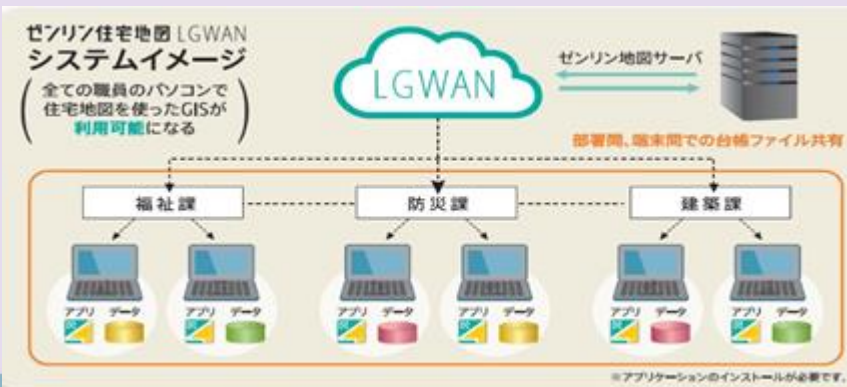 ゼンリン住宅地図 LGWAN
システムイメージ
全ての職員のパソコンで
住宅地図を使ったGISが
利用可能になる
LGWAN
ゼンリン地図サーバ
部署間、端末間での台帳ファイル共有
福祉課
防災課
建築課
アプリ データ
アプリ データ
アプリ データ
アプリ データ
アプリ データ
アプリ データ
※アプリケーションのインストールが必要です。